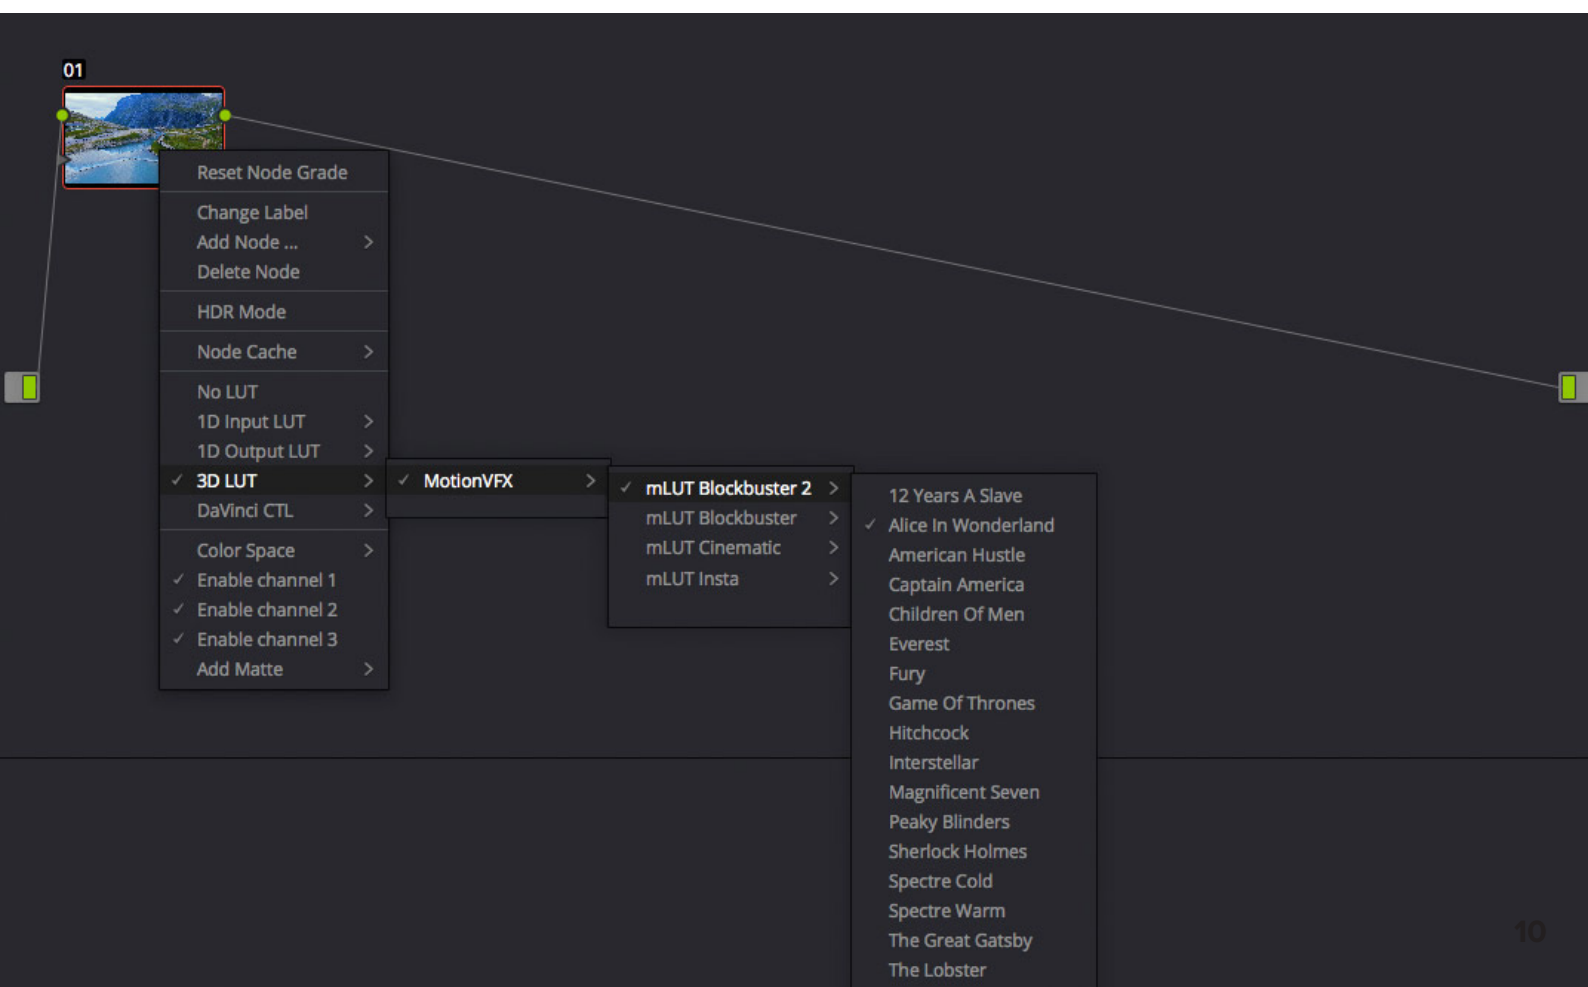 01
Reset Node Grade
Change Label
Add Node ...
Delete Node
HDR Mode
Node Cache
No LUT
1D Input LUT
1D Output LUT
3D LUT
DaVinci CTL
Color Space
Enable channel 1
Enable channel 2
Enable channel 3
Add Matte
MotionVFX
mLUT Blockbuster 2
mLUT Blockbuster
mLUT Cinematic
mLUT Insta
12 Years A Slave
Alice In Wonderland
American Hustle
Captain America
Children Of Men
Everest
Fury
Game Of Thrones
Hitchcock
Interstellar
Magnificent Seven
Peaky Blinders
Sherlock Holmes
Spectre Cold
Spectre Warm
The Great Gatsby
The Lobster
10